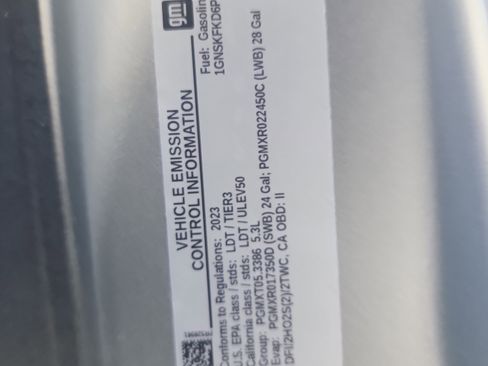 gm
VEHICLE EMISSION
CONTROL INFORMATION
Fuel: Gasolin
1GNSKFKD6P
Conforms to Regulations: 2023
U.S. EPA class / stds: LDT / TIER3
California class / stds: LDT / ULEV50
Group: PGMXT05.3386 5.3L
Evap: PGMXR017350D (SWB) 24 Gal; PGMXR022450C (LWB) 28 Gal
DFI/2HO2S(2)/2TWC, CA OBD: II